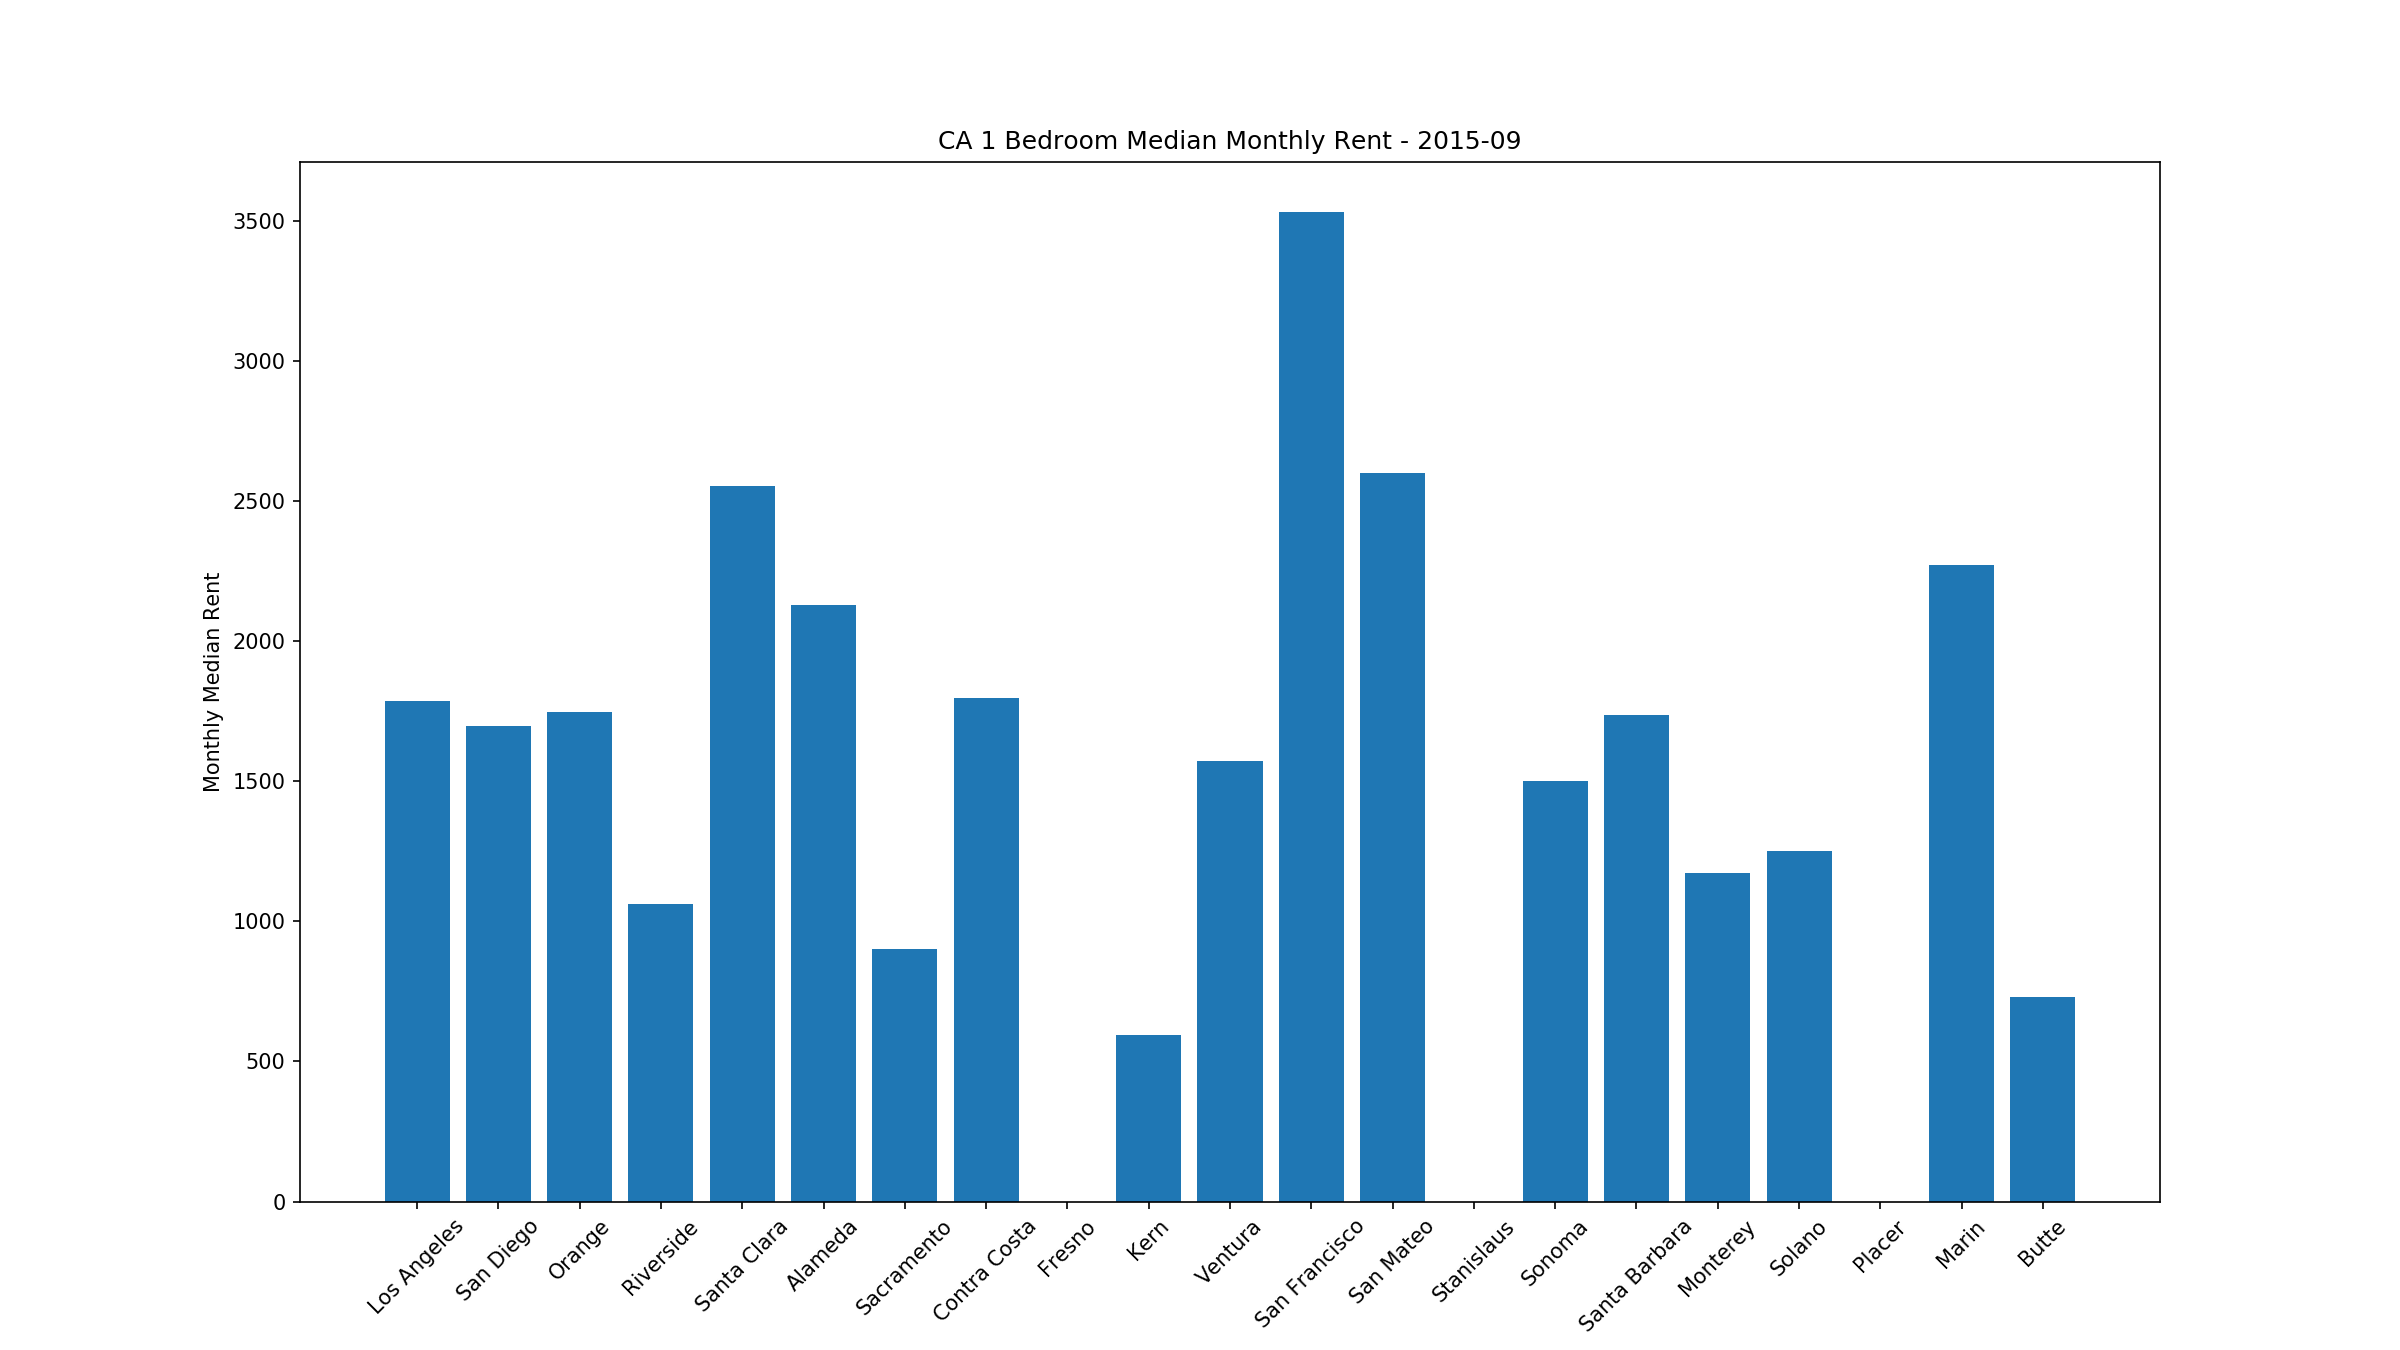 CA 1 Bedroom Median Monthly Rent - 2015-09
Monthly Median Rent
3500
3000
2500
2000
1500
1000
500
0
Los Angeles
San Diego
Orange
Riverside
Santa Clara
Alameda
Sacramento
Contra Costa
Fresno
Kern
Ventura
San Francisco
San Mateo
Stanislaus
Sonoma
Santa Barbara
Monterey
Solano
Placer
Marin
Butte